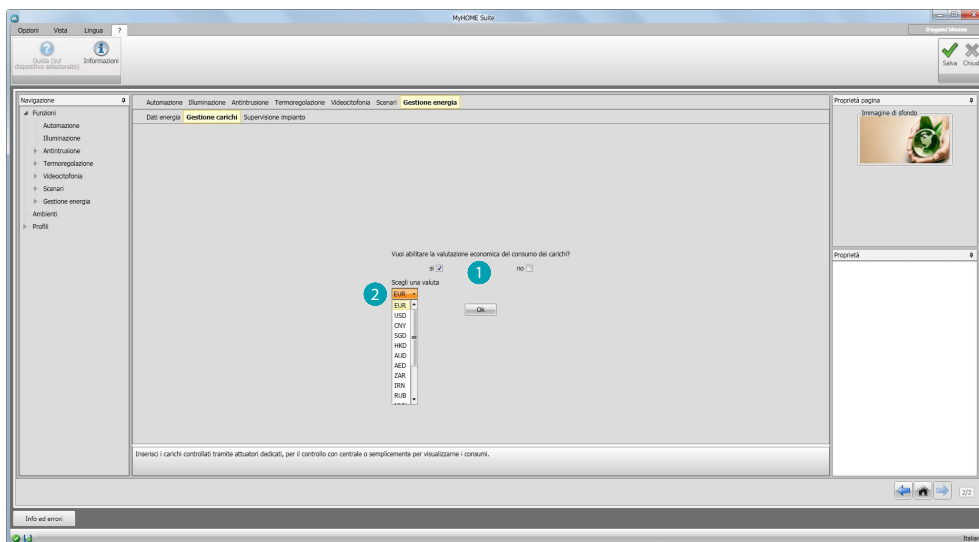 MyHOME Suite
Opzioni Vista Lingua ?
Guida (sul dispositivo selezionato)
Informazioni
Salva Chiudi
Navigazione
Funzioni
Automazione
Illuminazione
Antintrusione
Termoregolazione
Videocitofonia
Scenari
Gestione energia
Ambienti
Profili
Automazione Illuminazione Antintrusione Termoregolazione Videocitofonia Scenari Gestione energia
Dati energia Gestione carichi Supervisione impianto
Vuoi abilitare la valutazione economica del consumo dei carichi?
si no
1
Scegli una valuta
2
EUR
EUR
USD
CNY
SGD
HKD
AUD
AED
ZAR
IRN
RUB
Ok
Inserisci i carichi controllati tramite attuatori dedicati, per il controllo con centrale o semplicemente per visualizzarne i consumi.
Proprietà pagina
Immagine di sfondo
Proprietà
2/2
Info ed errori